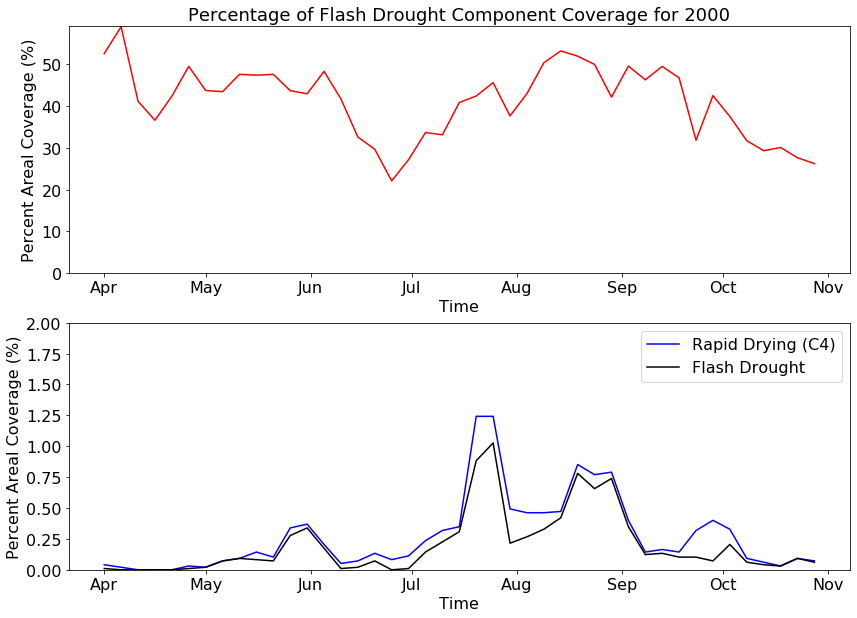 Percentage of Flash Drought Component Coverage for 2000
Percent Areal Coverage (%)
50
40
30
20
10
0
Apr May Jun Jul Aug Sep Oct Nov
Time
Percent Areal Coverage (%)
2.00
1.75
1.50
1.25
1.00
0.75
0.50
0.25
0.00
Rapid Drying (C4)
Flash Drought
Apr May Jun Jul Aug Sep Oct Nov
Time